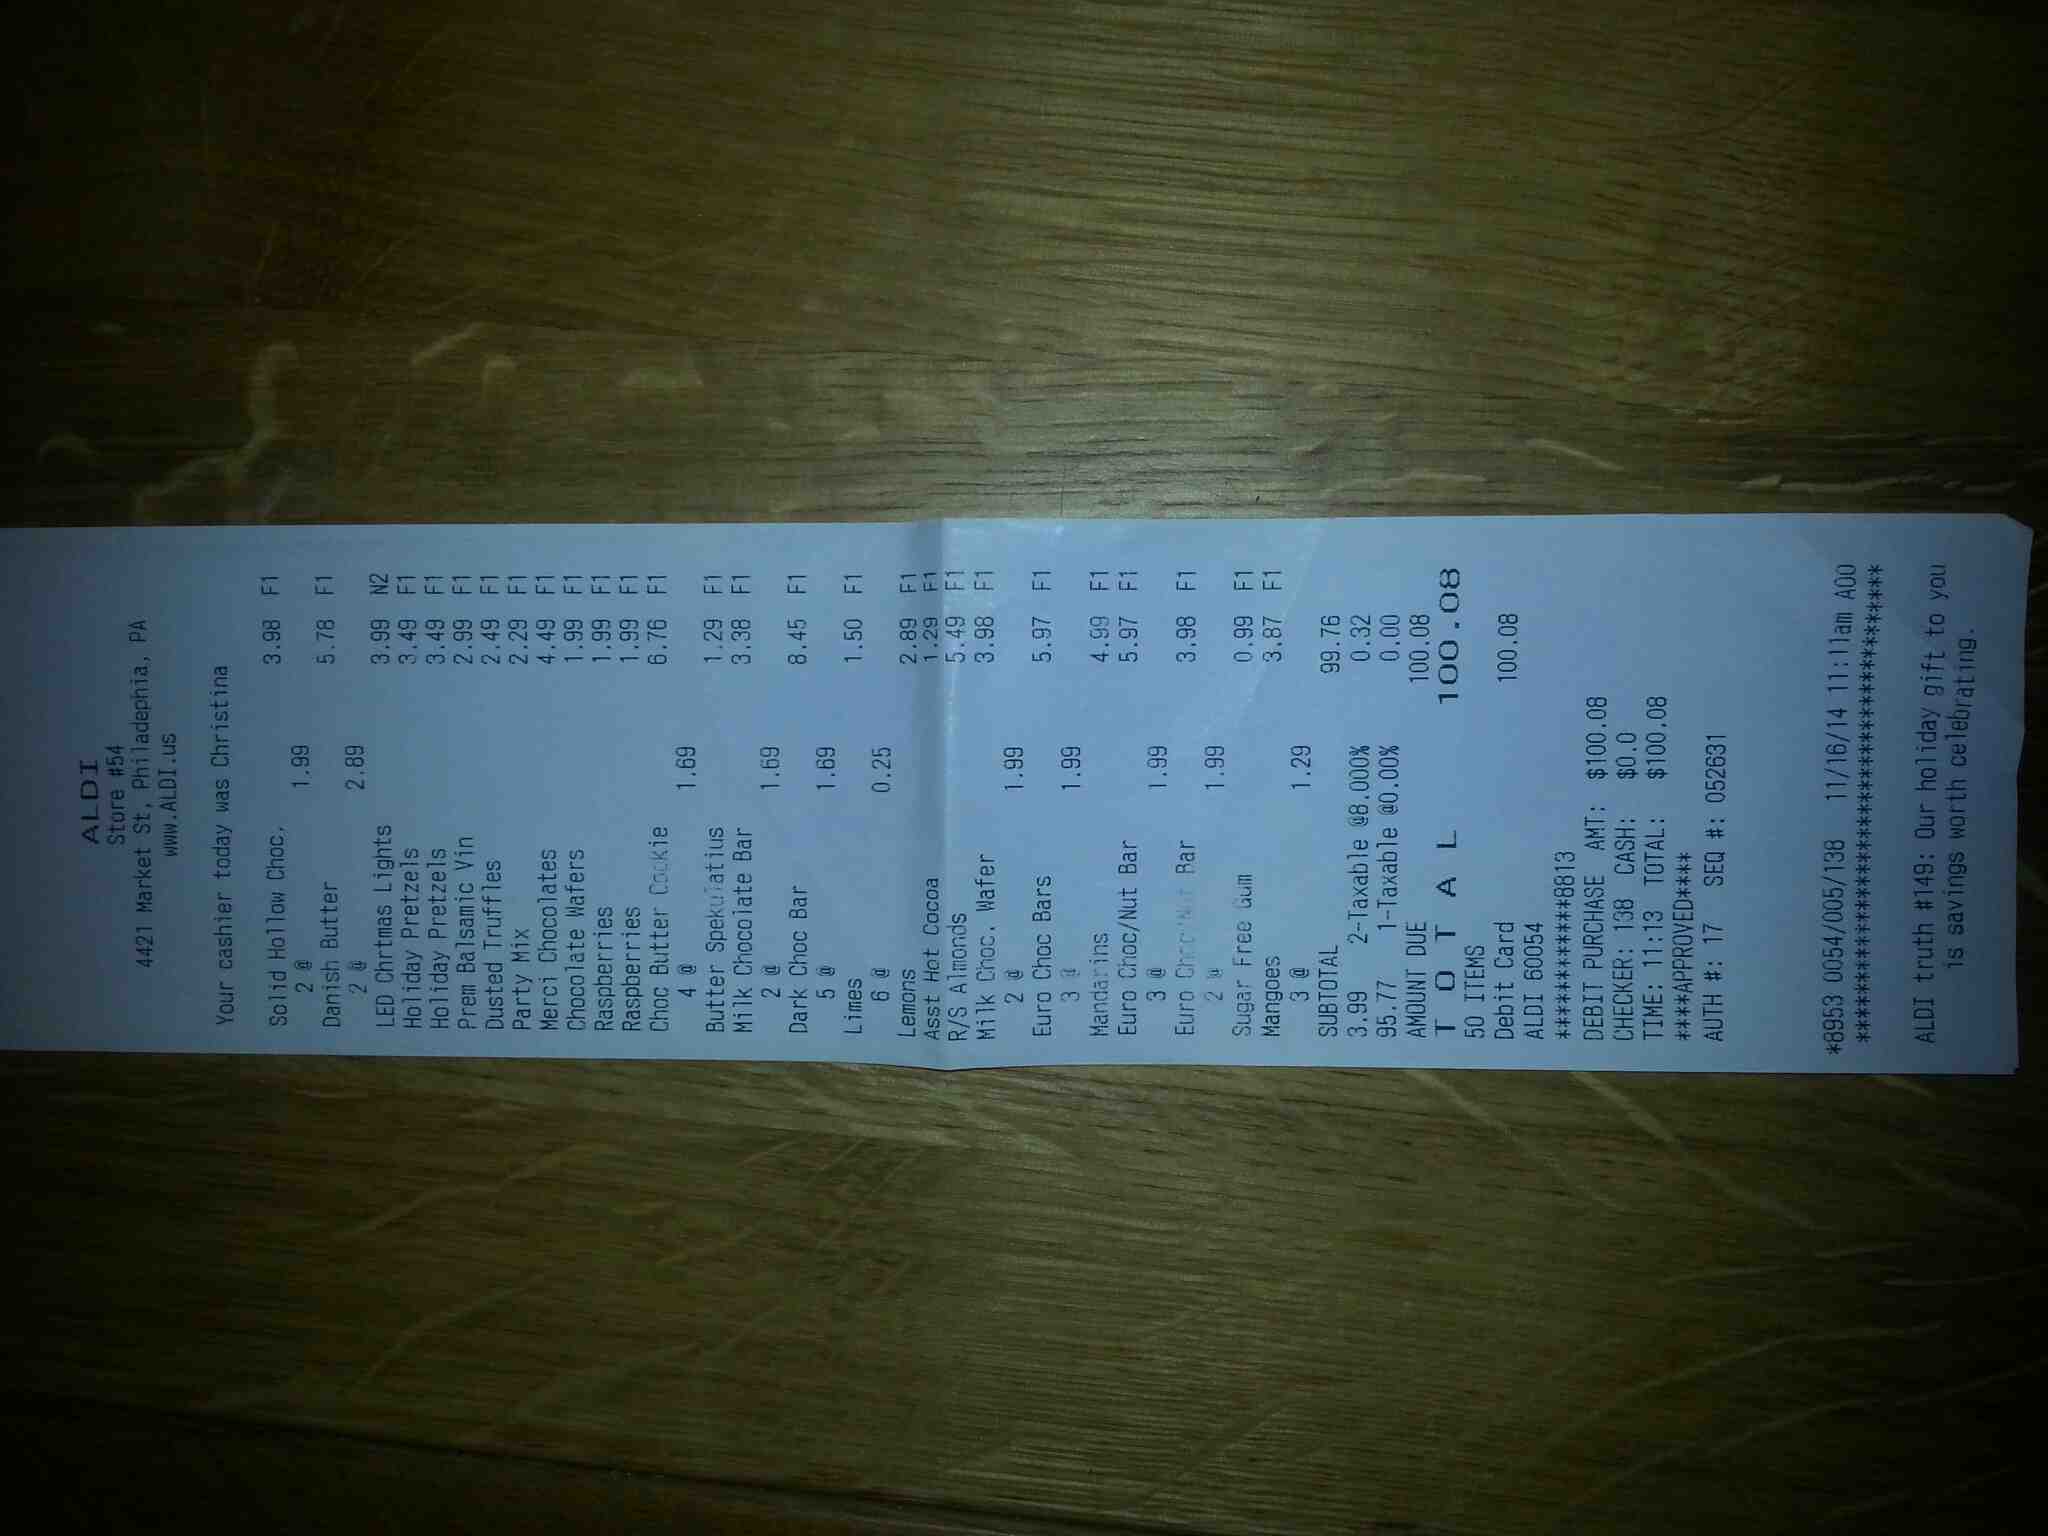 ALDI
Store #54
4421 Market St, Philadephia, PA
www.ALDI.us
Your cashier today was Christina
Solid Hollow Choc. 3.98 F1
2 @ 1.99
Danish Butter 5.78 F1
2 @ 2.89
LED Chrtmas Lights 3.99 N2
Holiday Pretzels 3.49 F1
Holiday Pretzels 3.49 F1
Prem Balsamic Vin 2.99 F1
Dusted Truffles 2.49 F1
Party Mix 2.29 F1
Merci Chocolates 4.49 F1
Chocolate Wafers 1.99 F1
Raspberries 1.99 F1
Raspberries 1.99 F1
Choc Butter Cookie 6.76 F1
4 @ 1.69
Butter Spekulatius 1.29 F1
Milk Chocolate Bar 3.38 F1
2 @ 1.69
Dark Choc Bar 8.45 F1
5 @ 1.69
Limes 1.50 F1
6 @ 0.25
Lemons 2.89 F1
Asst Hot Cocoa 1.29 F1
R/S Almonds 5.49 F1
Milk Choc. Wafer 3.98 F1
2 @ 1.99
Euro Choc Bars 5.97 F1
3 @ 1.99
Mandarins 4.99 F1
Euro Choc/Nut Bar 5.97 F1
3 @ 1.99
Euro Choc/Nut Bar 3.98 F1
2 @ 1.99
Sugar Free Gum 0.99 F1
Mangoes 3.87 F1
3 @ 1.29
SUBTOTAL 99.76
3.99 2-Taxable @8.000% 0.32
95.77 1-Taxable @0.00% 0.00
AMOUNT DUE 100.08
T O T A L 100.08
50 ITEMS
Debit Card 100.08
ALDI 60054
************8813
DEBIT PURCHASE AMT: $100.08
CHECKER: 138 CASH: $0.0
TIME: 11:13 TOTAL: $100.08
****APPROVED****
AUTH #: 17 SEQ #: 052631
*8953 0054/005/138 11/16/14 11:11am A00
****************************************
ALDI truth #149: Our holiday gift to you
is savings worth celebrating.